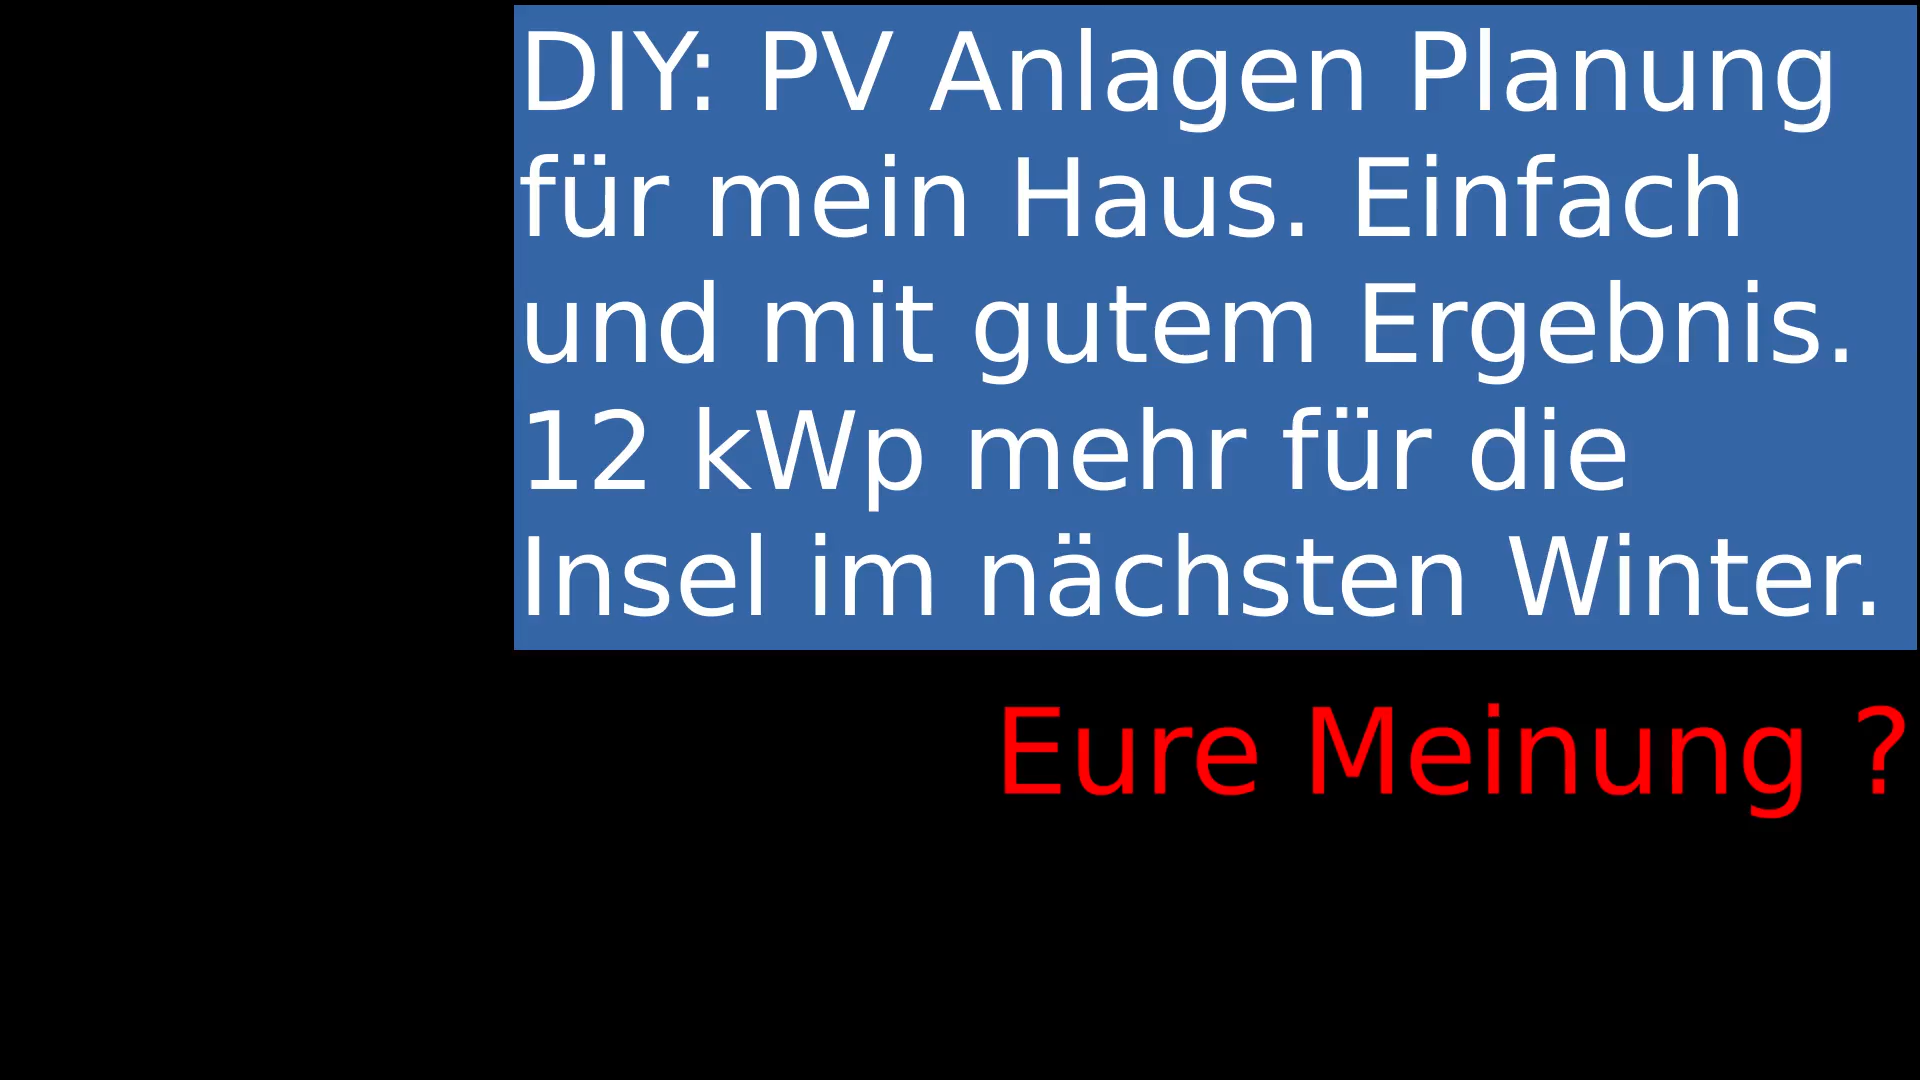 DIY: PV Anlagen Planung
für mein Haus. Einfach
und mit gutem Ergebnis.
12 kWp mehr für die
Insel im nächsten Winter.
Eure Meinung ?